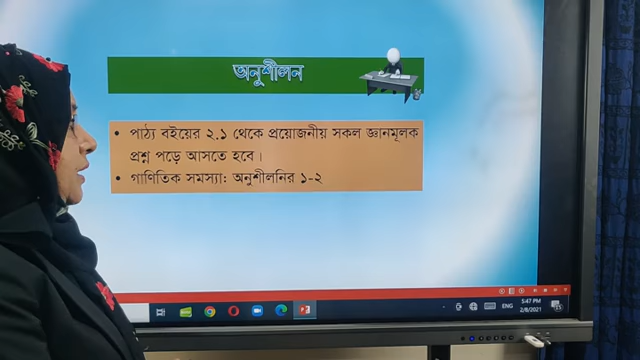 অনুশীলন
• পাঠ্য বইয়ের ২.১ থেকে প্রয়োজনীয় সকল জ্ঞানমূলক
প্রশ্ন পড়ে আসতে হবে।
• গাণিতিক সমস্যা: অনুশীলনির ১-২
ENG
5:47 PM
2/8/2021